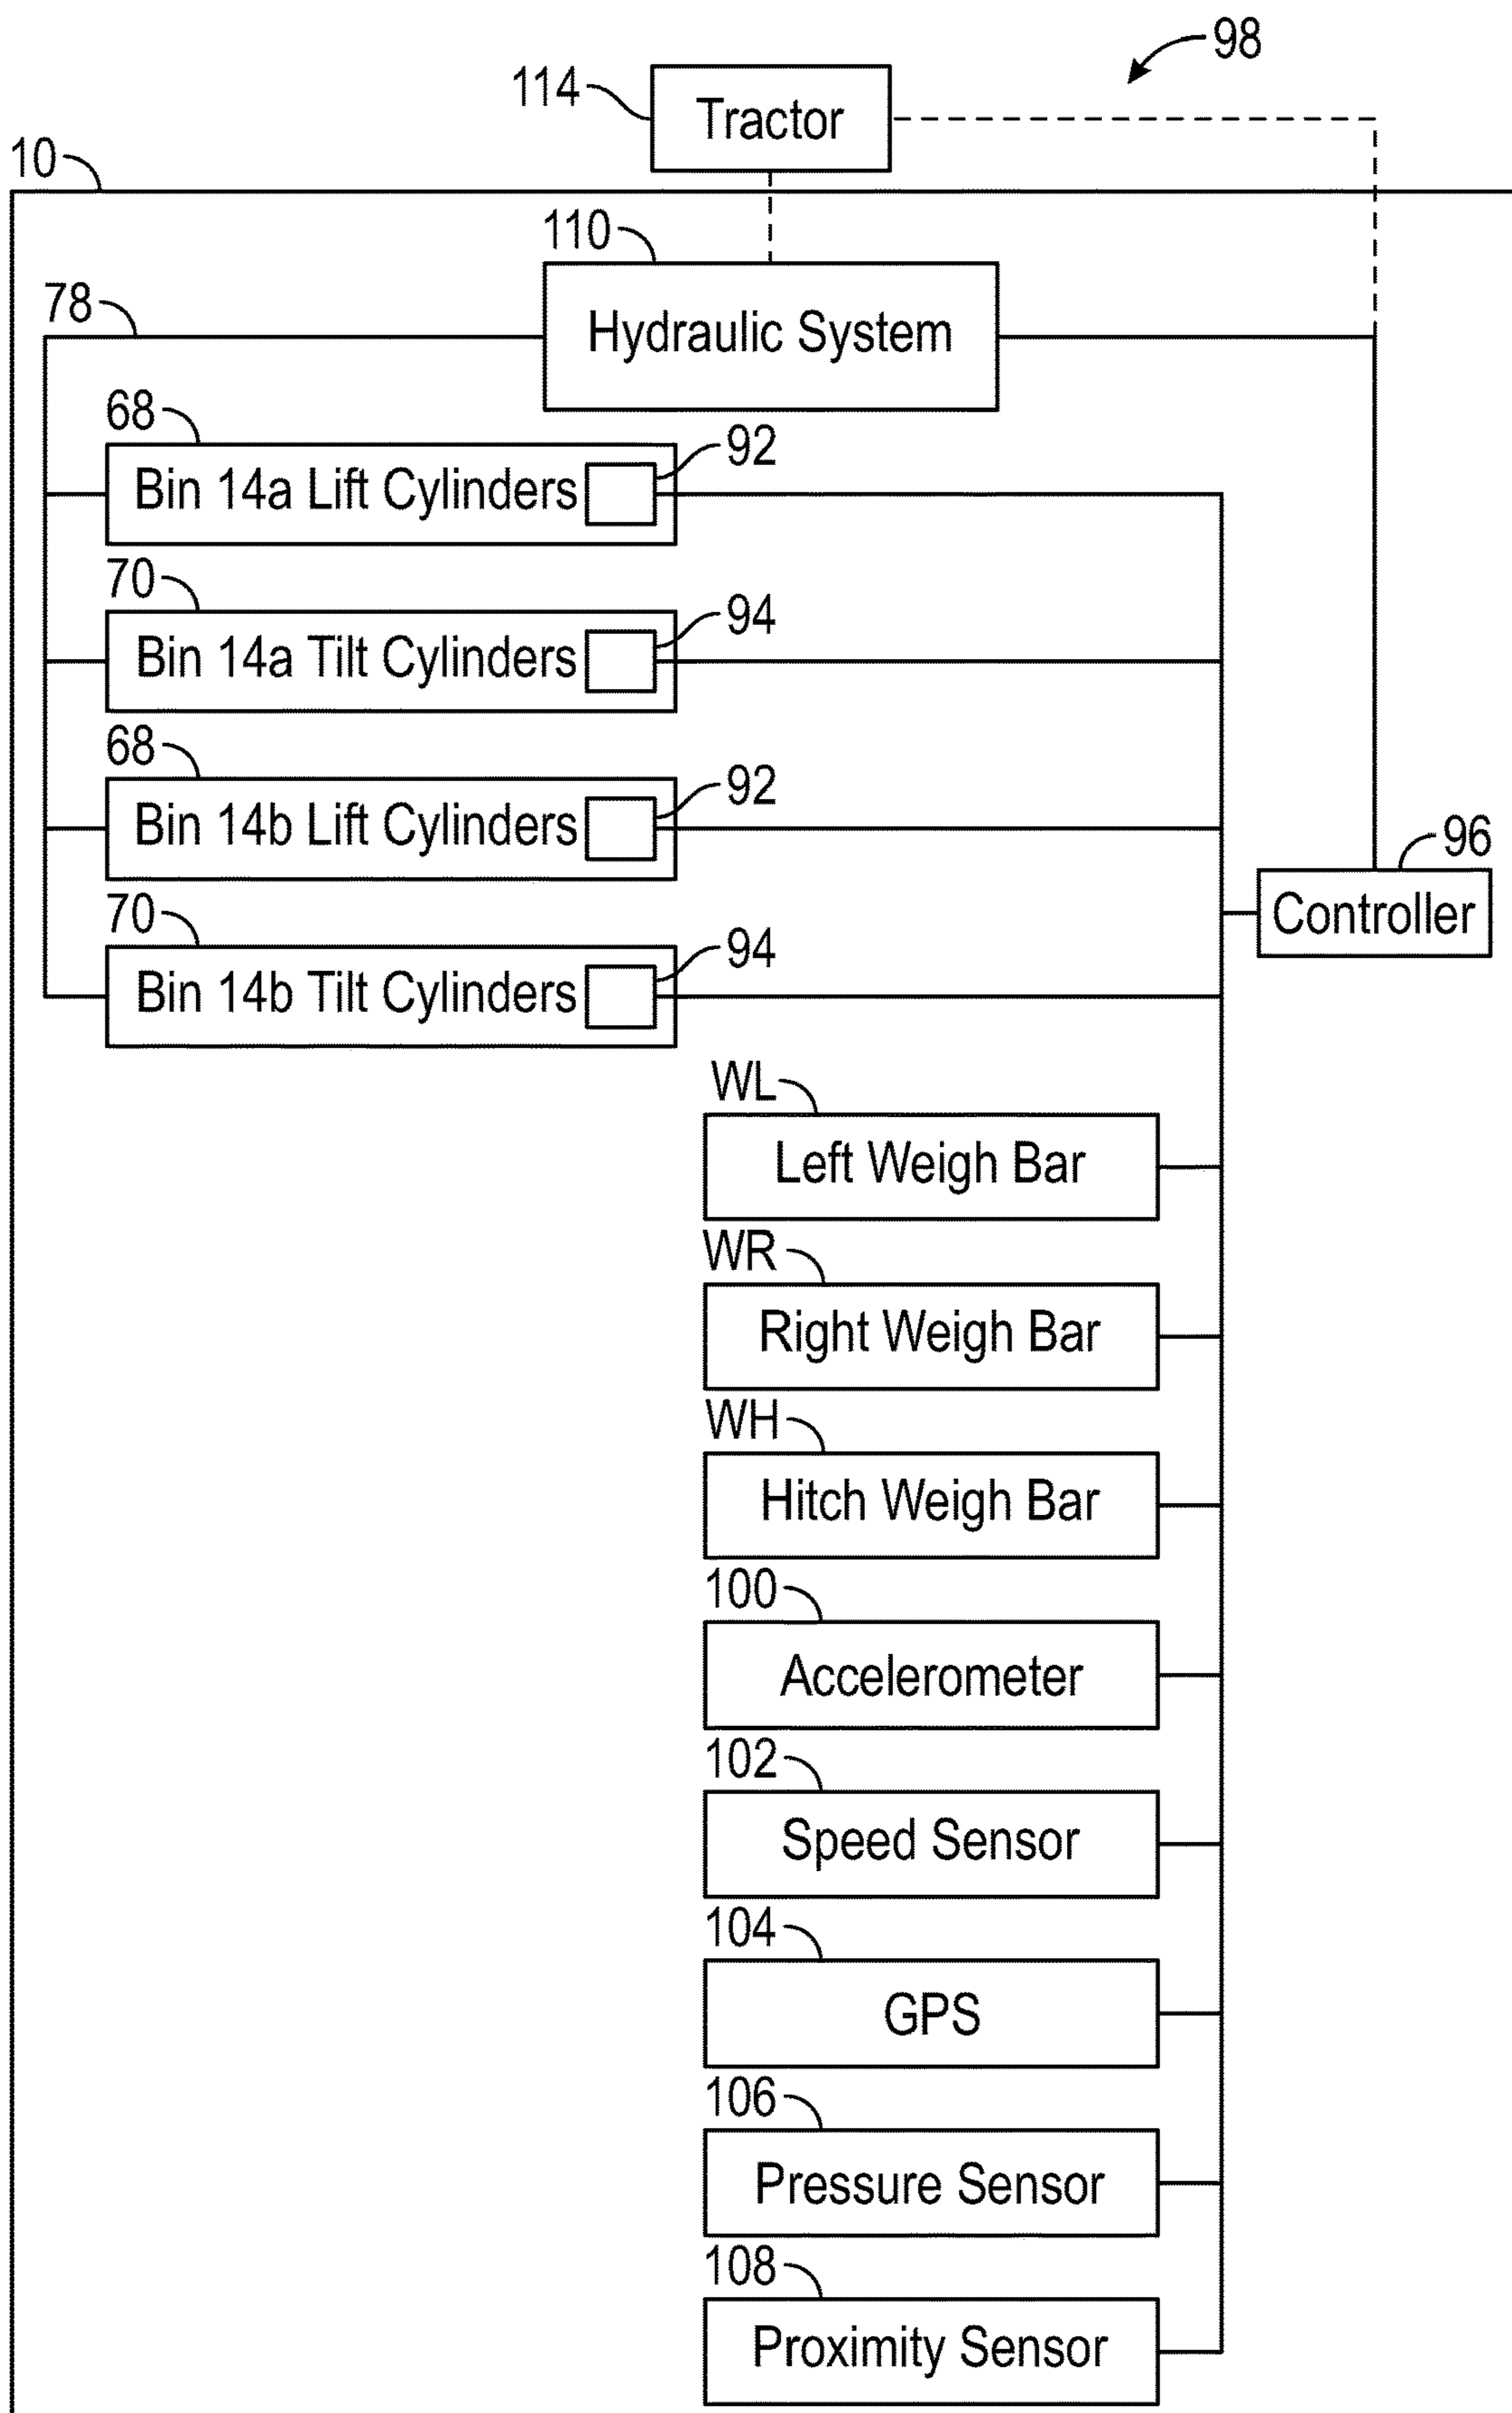 98
114
Tractor
10
110
Hydraulic System
78
68
Bin 14a Lift Cylinders
92
70
Bin 14a Tilt Cylinders
94
68
Bin 14b Lift Cylinders
92
96
Controller
70
Bin 14b Tilt Cylinders
94
WL
Left Weigh Bar
WR
Right Weigh Bar
WH
Hitch Weigh Bar
100
Accelerometer
102
Speed Sensor
104
GPS
106
Pressure Sensor
108
Proximity Sensor